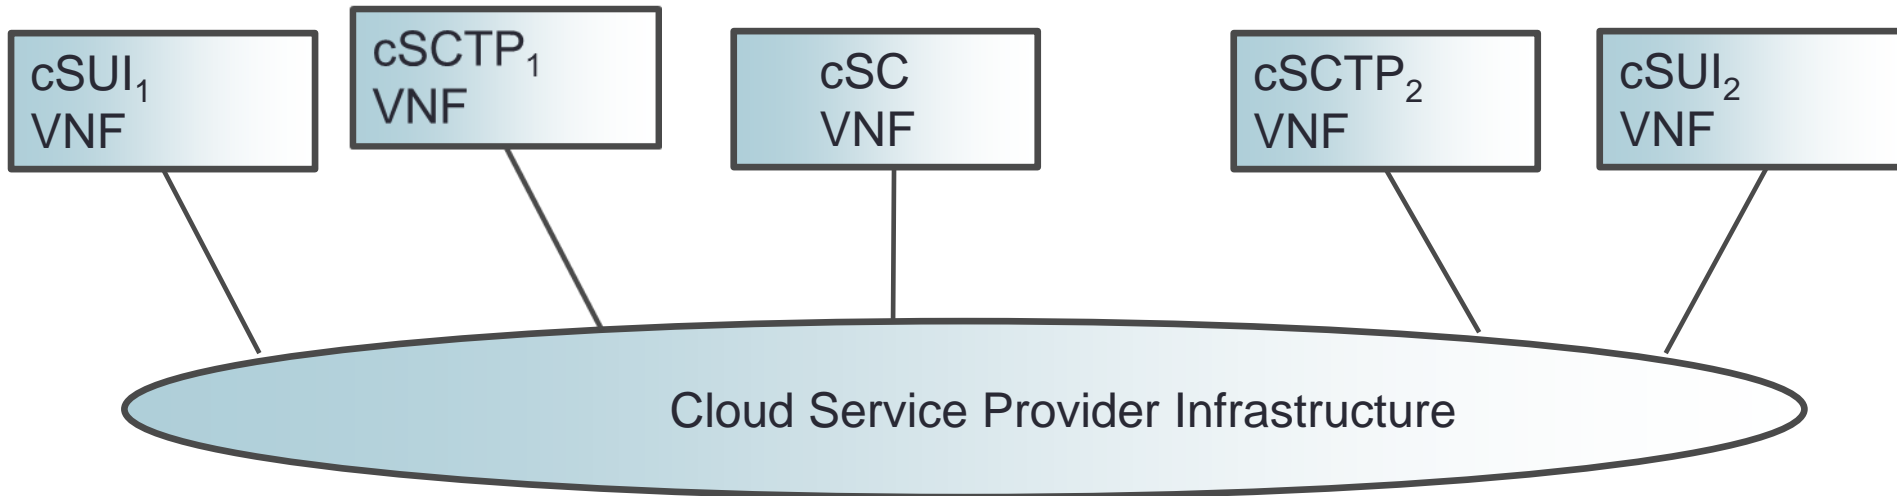 cSUI₁
VNF
cSCTP₁
VNF
cSC
VNF
cSCTP₂
VNF
cSUI₂
VNF
Cloud Service Provider Infrastructure